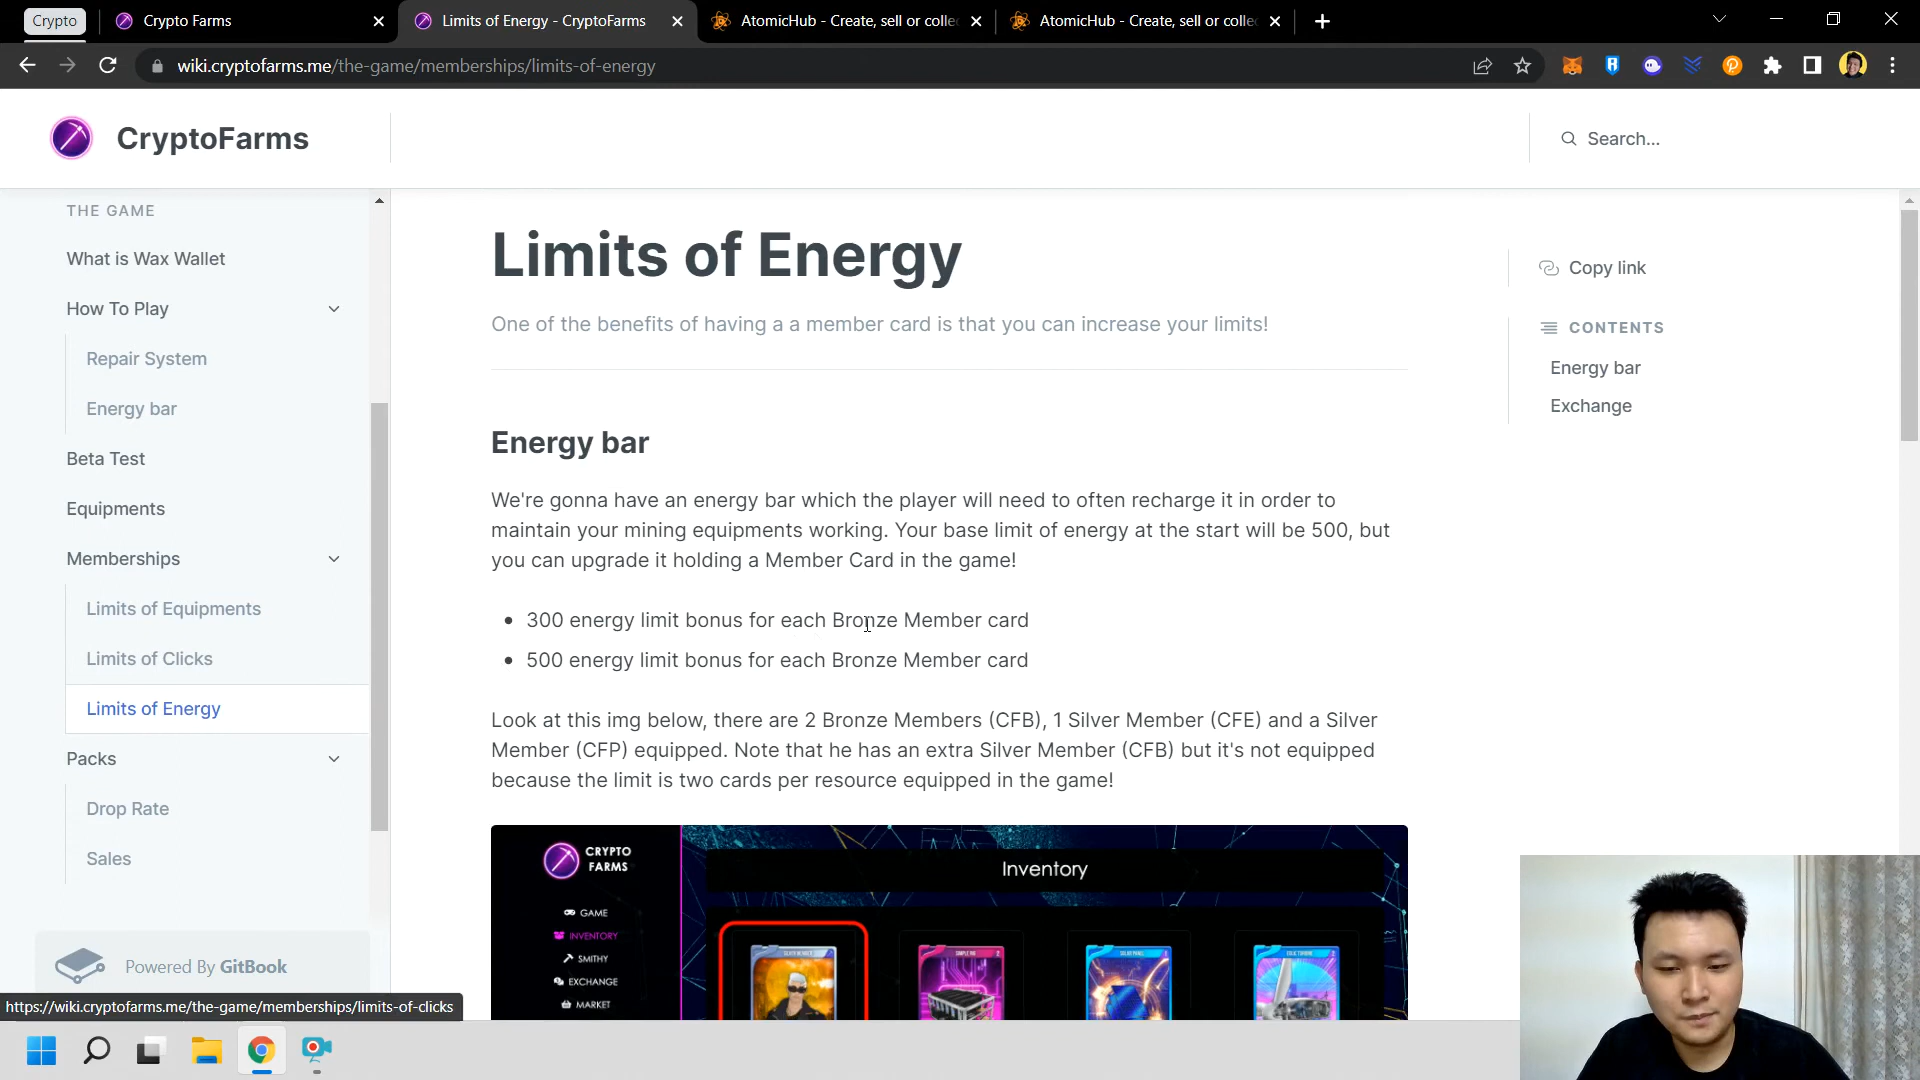 Crypto
Crypto Farms
Limits of Energy - CryptoFarms
AtomicHub - Create, sell or colle
AtomicHub - Create, sell or colle
wiki.cryptofarms.me/the-game/memberships/limits-of-energy
CryptoFarms
Search...
THE GAME
What is Wax Wallet
How To Play
Repair System
Energy bar
Beta Test
Equipments
Memberships
Limits of Equipments
Limits of Clicks
Limits of Energy
Packs
Drop Rate
Sales
Powered By GitBook
https://wiki.cryptofarms.me/the-game/memberships/limits-of-clicks
Limits of Energy
One of the benefits of having a a member card is that you can increase your limits!
Energy bar
We're gonna have an energy bar which the player will need to often recharge it in order to
maintain your mining equipments working. Your base limit of energy at the start will be 500, but
you can upgrade it holding a Member Card in the game!
300 energy limit bonus for each Bronze Member card
500 energy limit bonus for each Bronze Member card
Look at this img below, there are 2 Bronze Members (CFB), 1 Silver Member (CFE) and a Silver
Member (CFP) equipped. Note that he has an extra Silver Member (CFB) but it's not equipped
because the limit is two cards per resource equipped in the game!
CRYPTO
FARMS
GAME
INVENTORY
SMITHY
EXCHANGE
MARKET
Inventory
SILVER MEMBER
SIMPLE RIG
SOLAR PANEL
EOLIC TURBINE
Copy link
CONTENTS
Energy bar
Exchange